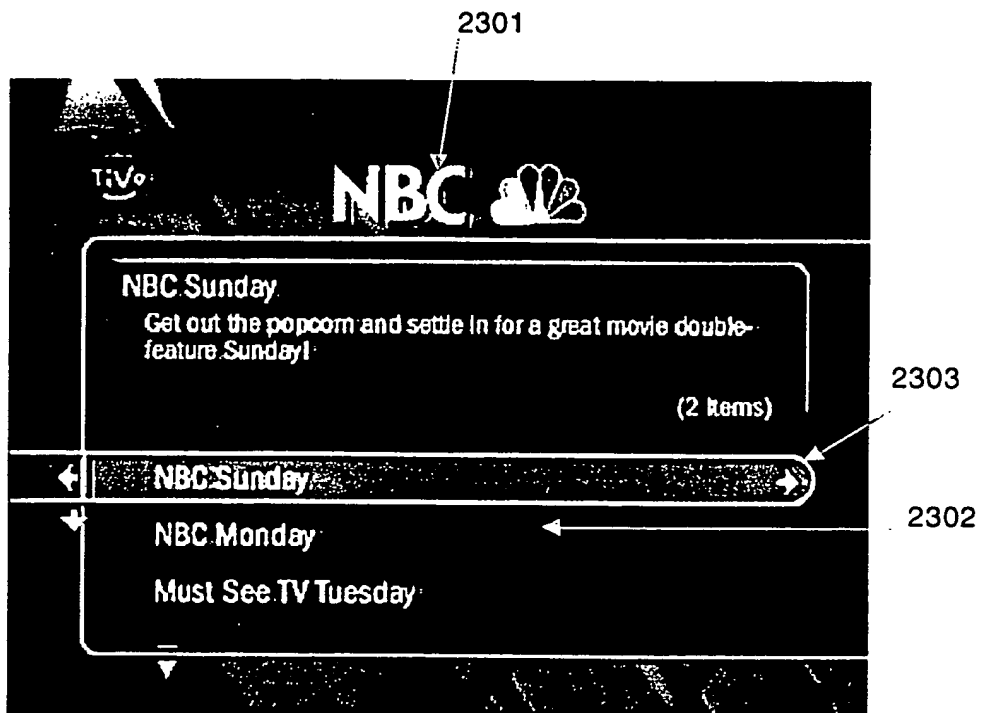 2301
TiVo
NBC
NBC Sunday
Get out the popcorn and settle in for a great movie double-
feature Sunday!
2303
(2 Items)
NBC Sunday
2302
NBC Monday
Must See TV Tuesday